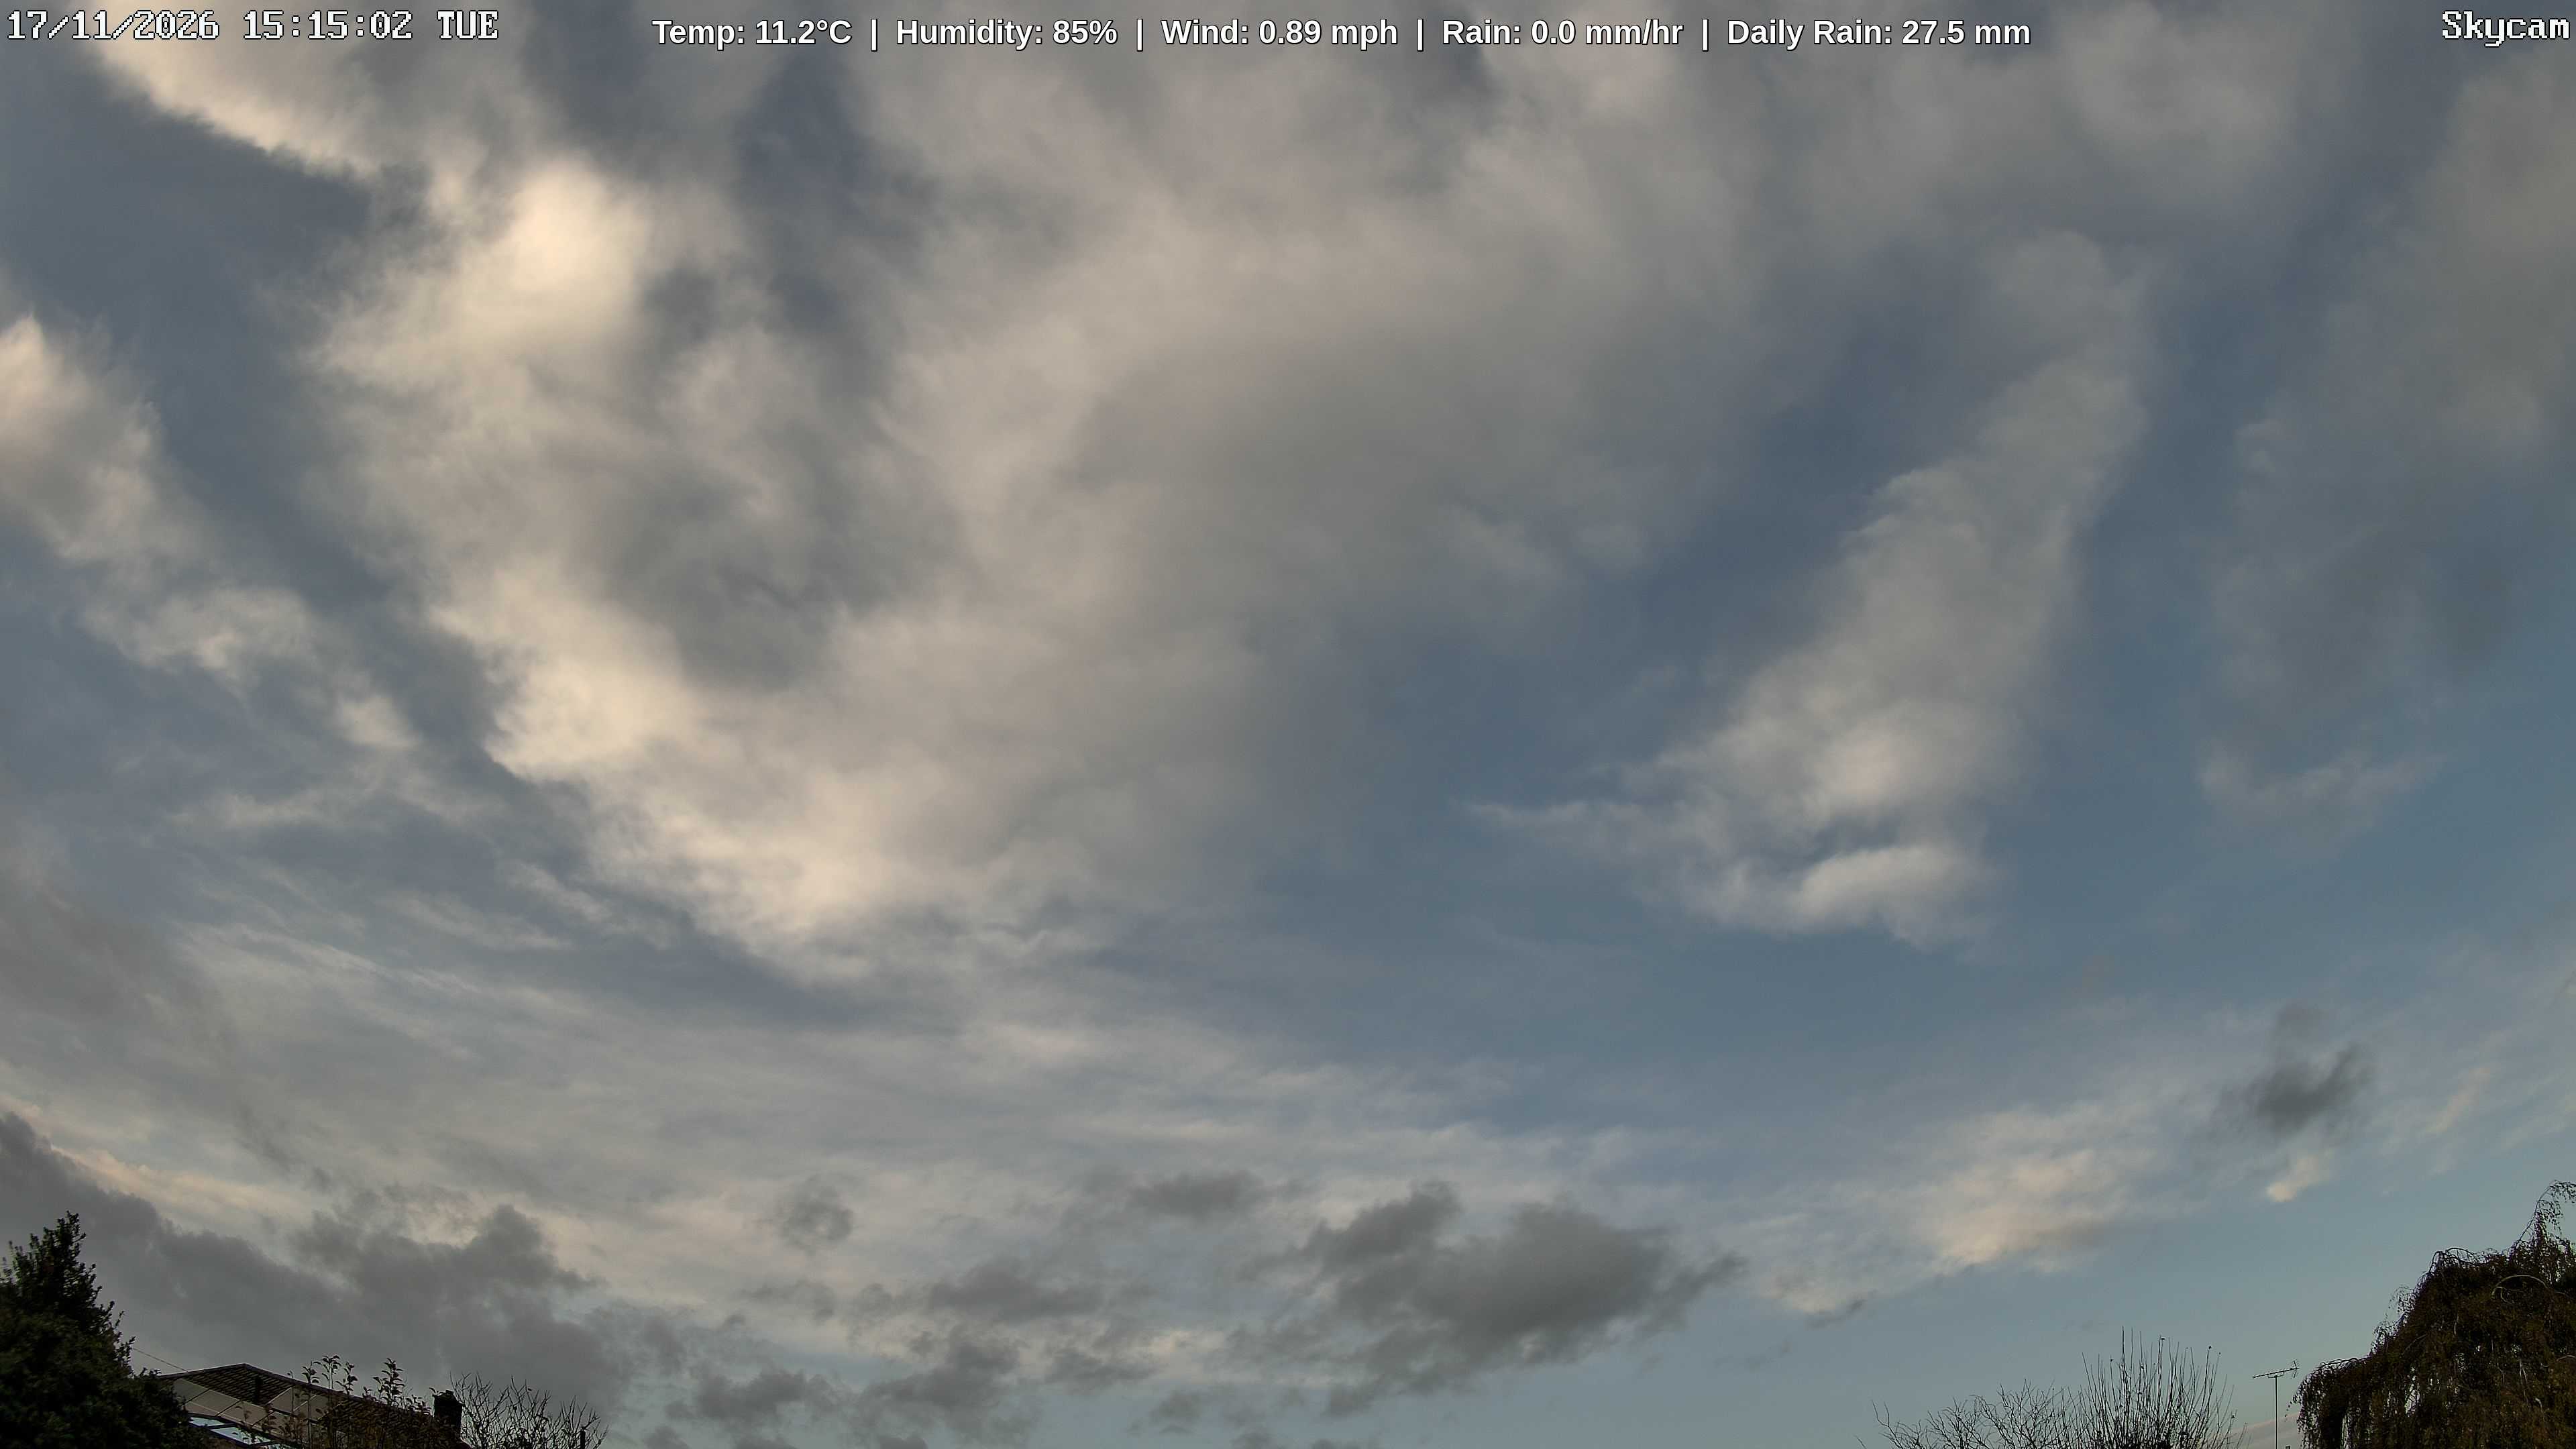 17/11/2026 15:15:02 TUE
Temp: 11.2°C | Humidity: 85% | Wind: 0.89 mph | Rain: 0.0 mm/hr | Daily Rain: 27.5 mm
Skycam